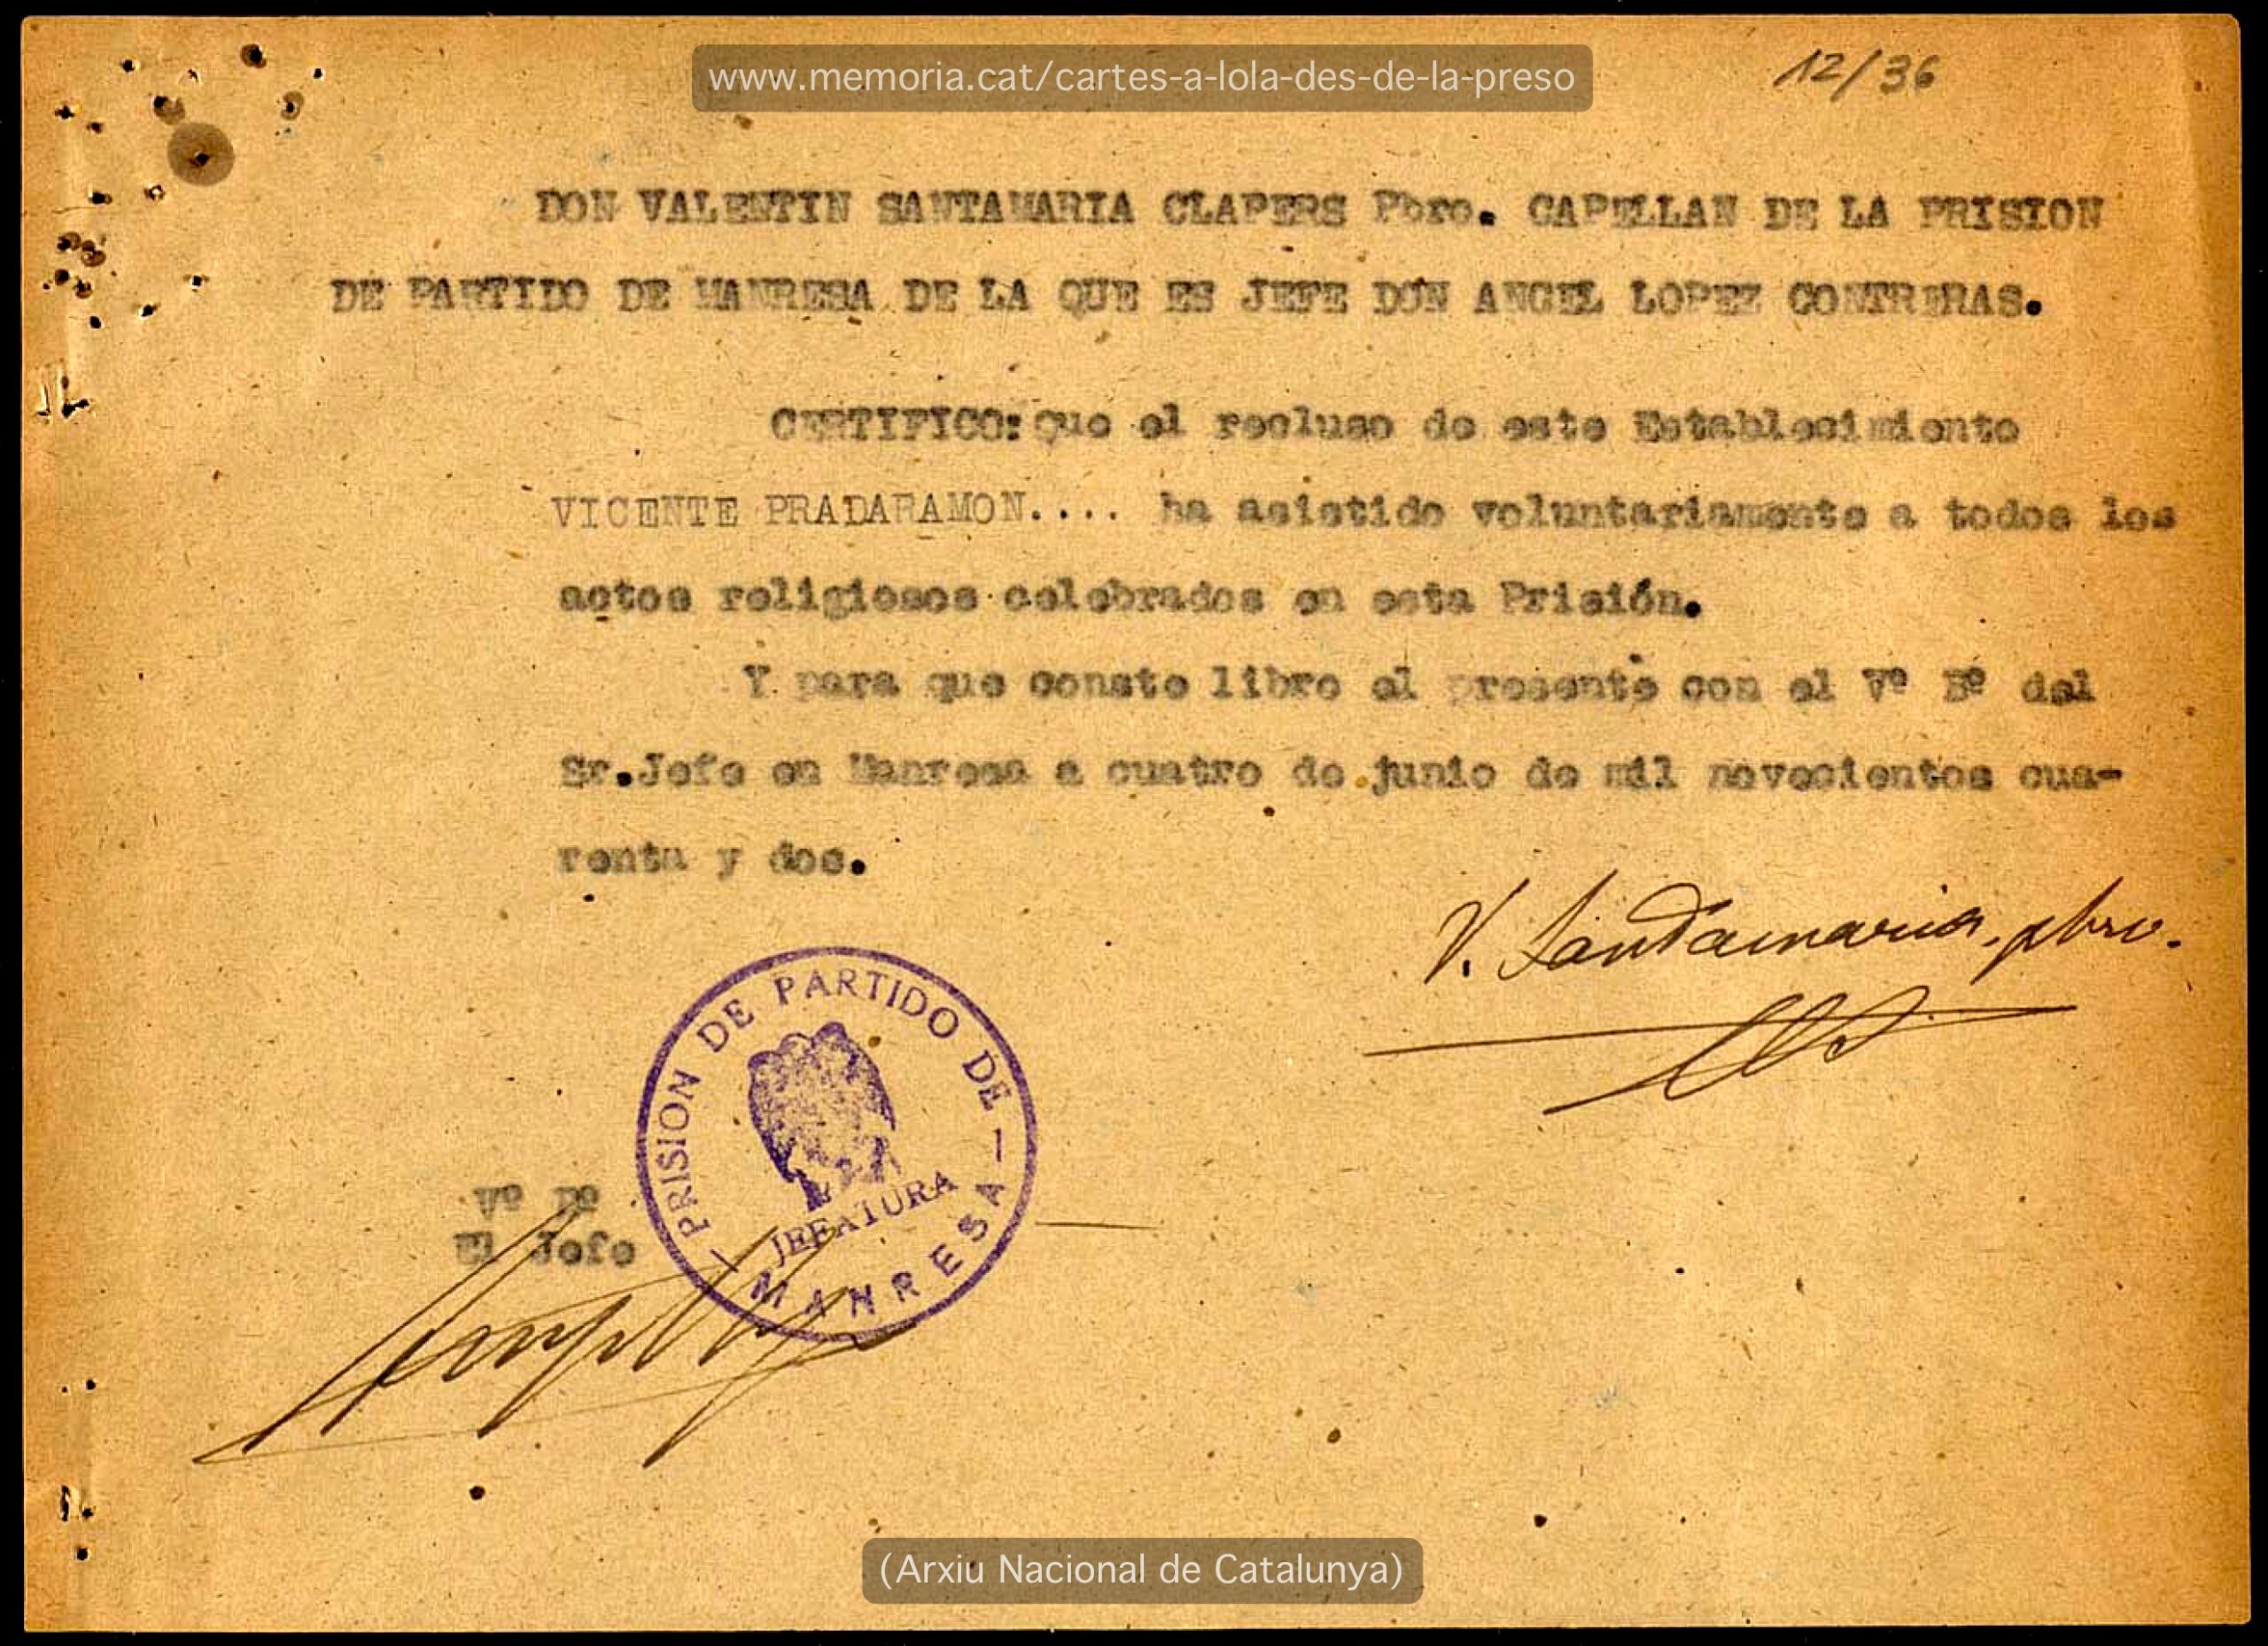 www.memoria.cat/cartes-a-lola-des-de-la-preso
12/36
DON VALENTIN SANTAMARIA CLAPERS Pbro. CAPELLAN DE LA PRISION
DE PARTIDO DE MANRESA DE LA QUE ES JEFE DON ANGEL LOPEZ CONTRERAS.
CERTIFICO: Que el recluso de este Establecimiento
VICENTE PRADARAMON.... ha asistido voluntariamente a todos los
actos religiosos celebrados en esta Prisión.
Y para que conste libro el presente con el Vº Bº del
Sr.Jefe en Manresa a cuatro de junio de mil novecientos cua-
renta y dos.
V. Santamaria, pbro.
PRISION DE PARTIDO DE
JEFATURA
MANRESA
Vº Bº
El Jefe
(Arxiu Nacional de Catalunya)